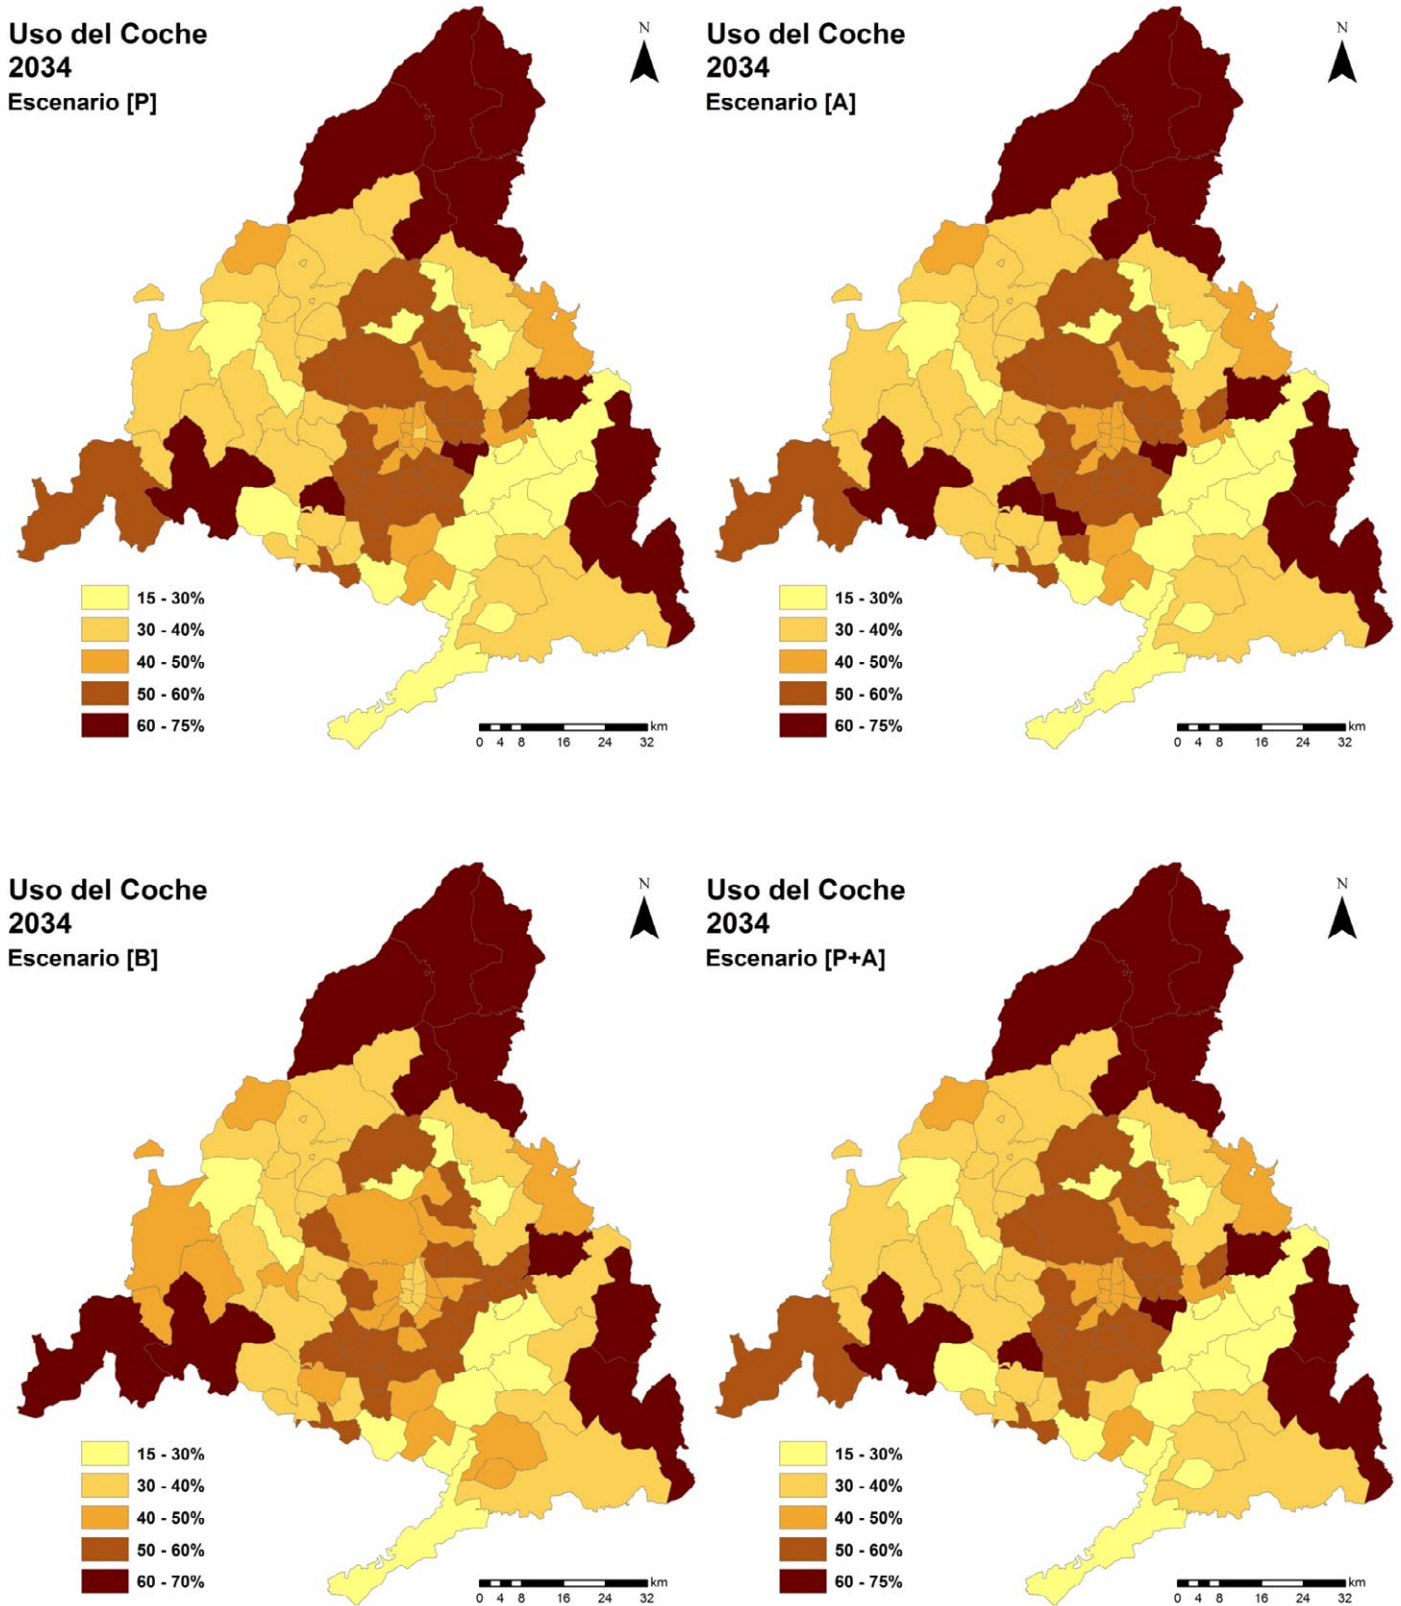 Uso del Coche
2034
Escenario [P]
N
15 - 30%
30 - 40%
40 - 50%
50 - 60%
60 - 75%
km
0 4 8 16 24 32
Uso del Coche
2034
Escenario [A]
N
15 - 30%
30 - 40%
40 - 50%
50 - 60%
60 - 75%
km
0 4 8 16 24 32
Uso del Coche
2034
Escenario [B]
N
15 - 30%
30 - 40%
40 - 50%
50 - 60%
60 - 70%
km
0 4 8 16 24 32
Uso del Coche
2034
Escenario [P+A]
N
15 - 30%
30 - 40%
40 - 50%
50 - 60%
60 - 75%
km
0 4 8 16 24 32